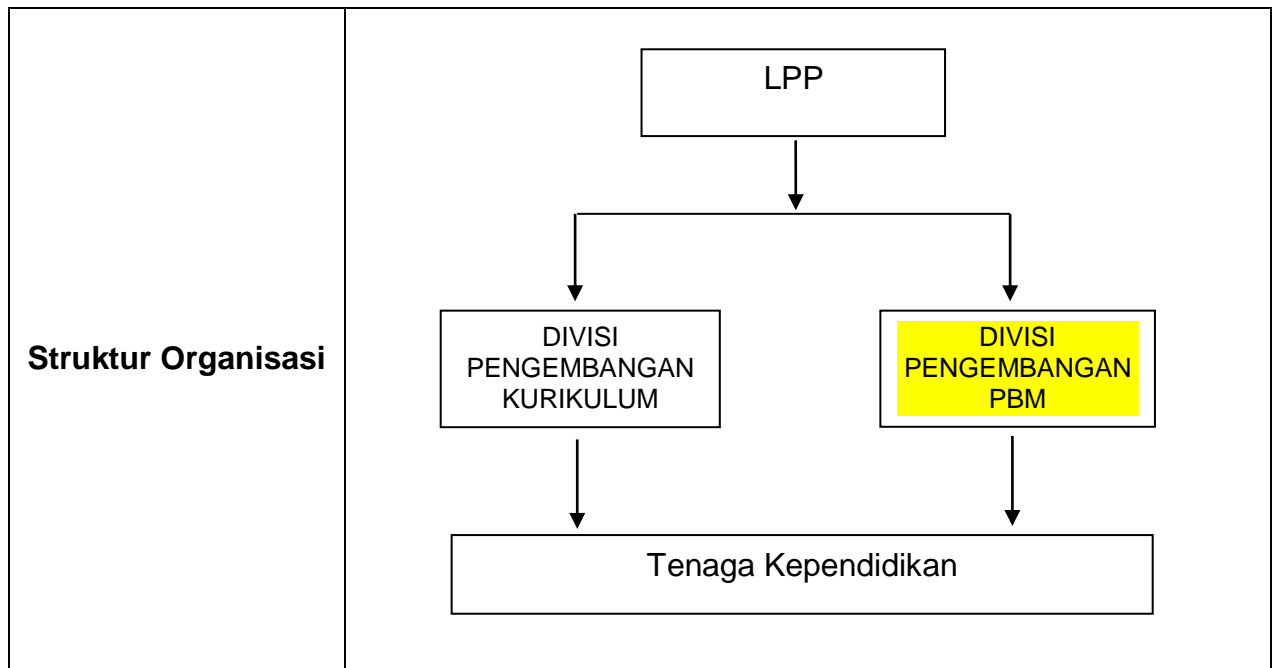 Struktur Organisasi
LPP
DIVISI
PENGEMBANGAN
KURIKULUM
DIVISI
PENGEMBANGAN
PBM
Tenaga Kependidikan